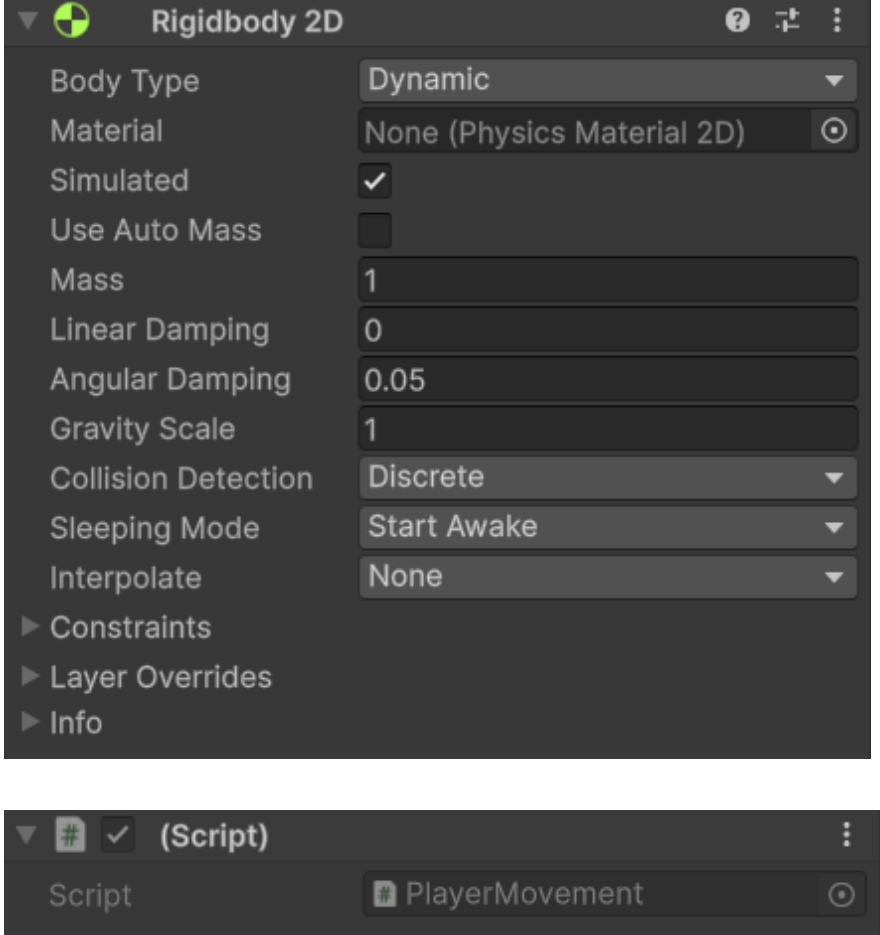 Rigidbody 2D
Body Type Dynamic
Material None (Physics Material 2D)
Simulated
Use Auto Mass
Mass 1
Linear Damping 0
Angular Damping 0.05
Gravity Scale 1
Collision Detection Discrete
Sleeping Mode Start Awake
Interpolate None
Constraints
Layer Overrides
Info
# (Script)
Script # PlayerMovement